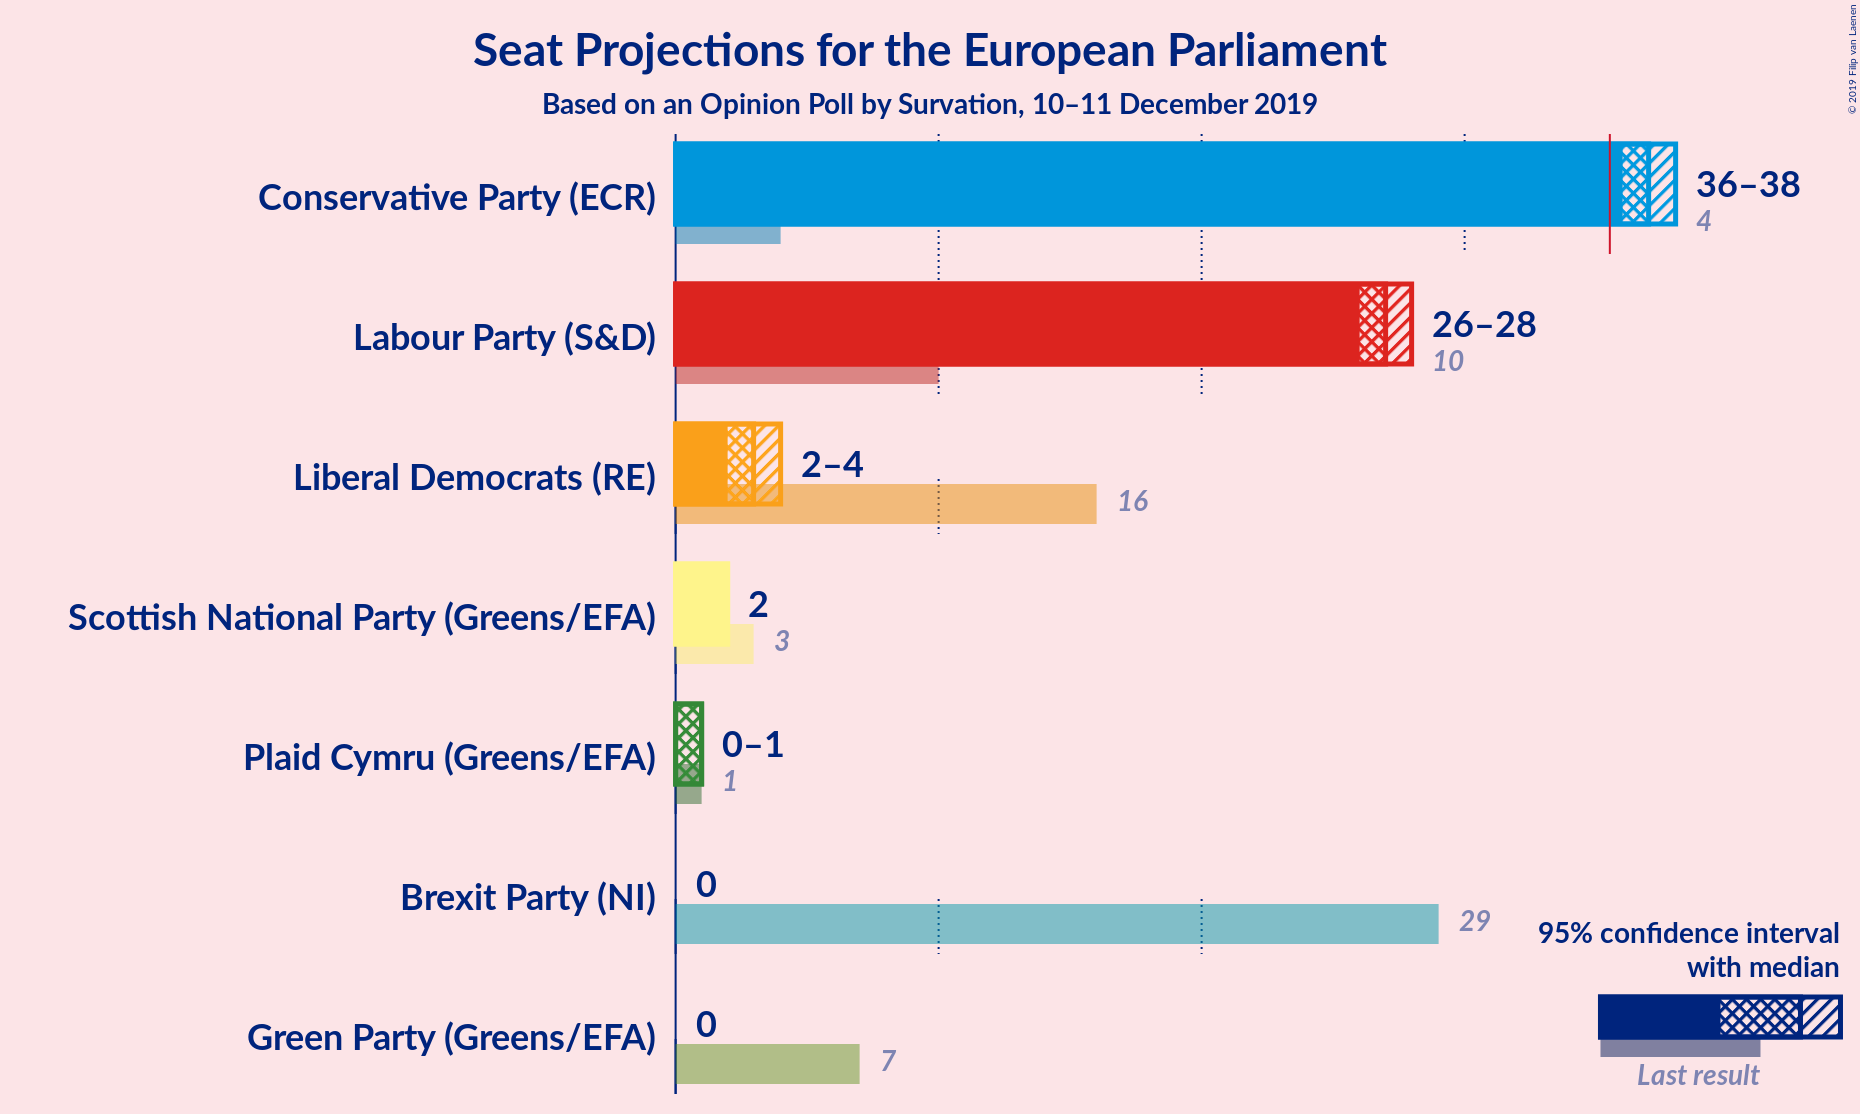 Seat Projections for the European Parliament
Based on an Opinion Poll by Survation, 10–11 December 2019
© 2019 Filip van Laenen
Conservative Party (ECR)
36–38
4
Labour Party (S&D)
26–28
10
Liberal Democrats (RE)
2–4
16
Scottish National Party (Greens/EFA)
2
3
Plaid Cymru (Greens/EFA)
0–1
1
Brexit Party (NI)
0
29
Green Party (Greens/EFA)
0
7
95% confidence interval
with median
Last result